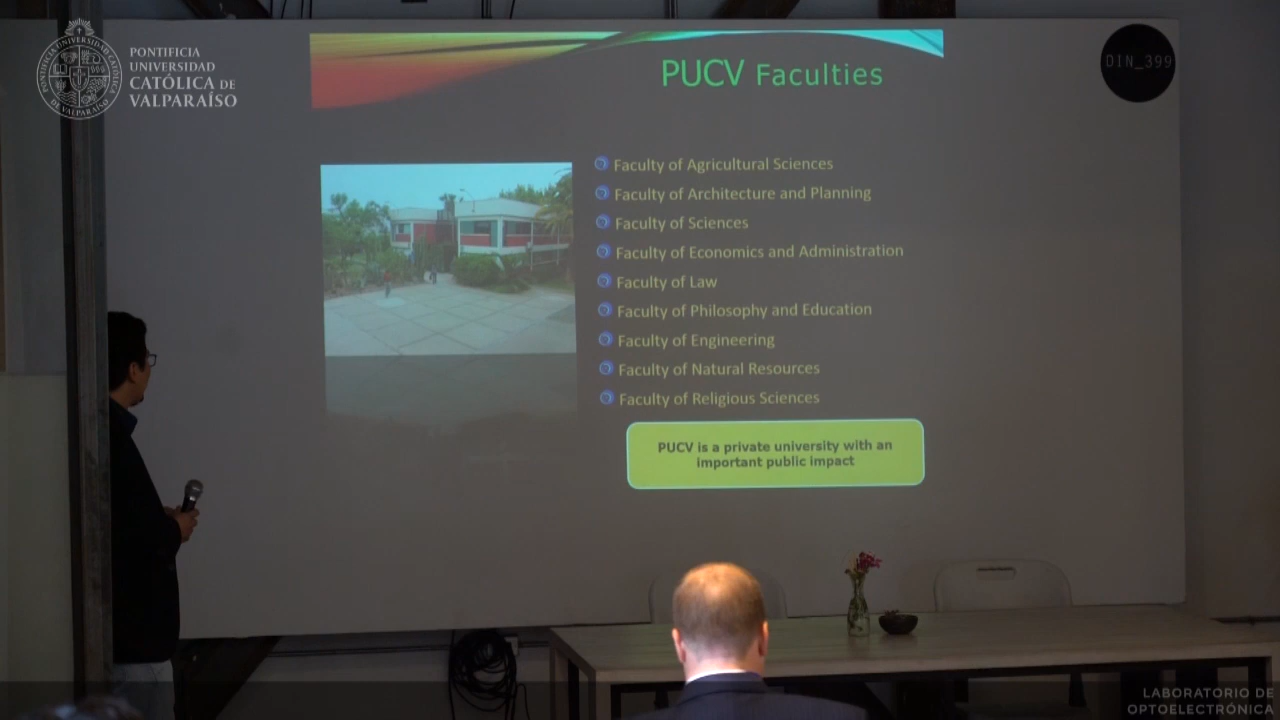 PONTIFICIA
UNIVERSIDAD
CATÓLICA DE
VALPARAÍSO
DIN_399
PUCV Faculties
Faculty of Agricultural Sciences
Faculty of Architecture and Planning
Faculty of Sciences
Faculty of Economics and Administration
Faculty of Law
Faculty of Philosophy and Education
Faculty of Engineering
Faculty of Natural Resources
Faculty of Religious Sciences
PUCV is a private university with an
important public impact
LABORATORIO DE
OPTOELECTRÓNICA